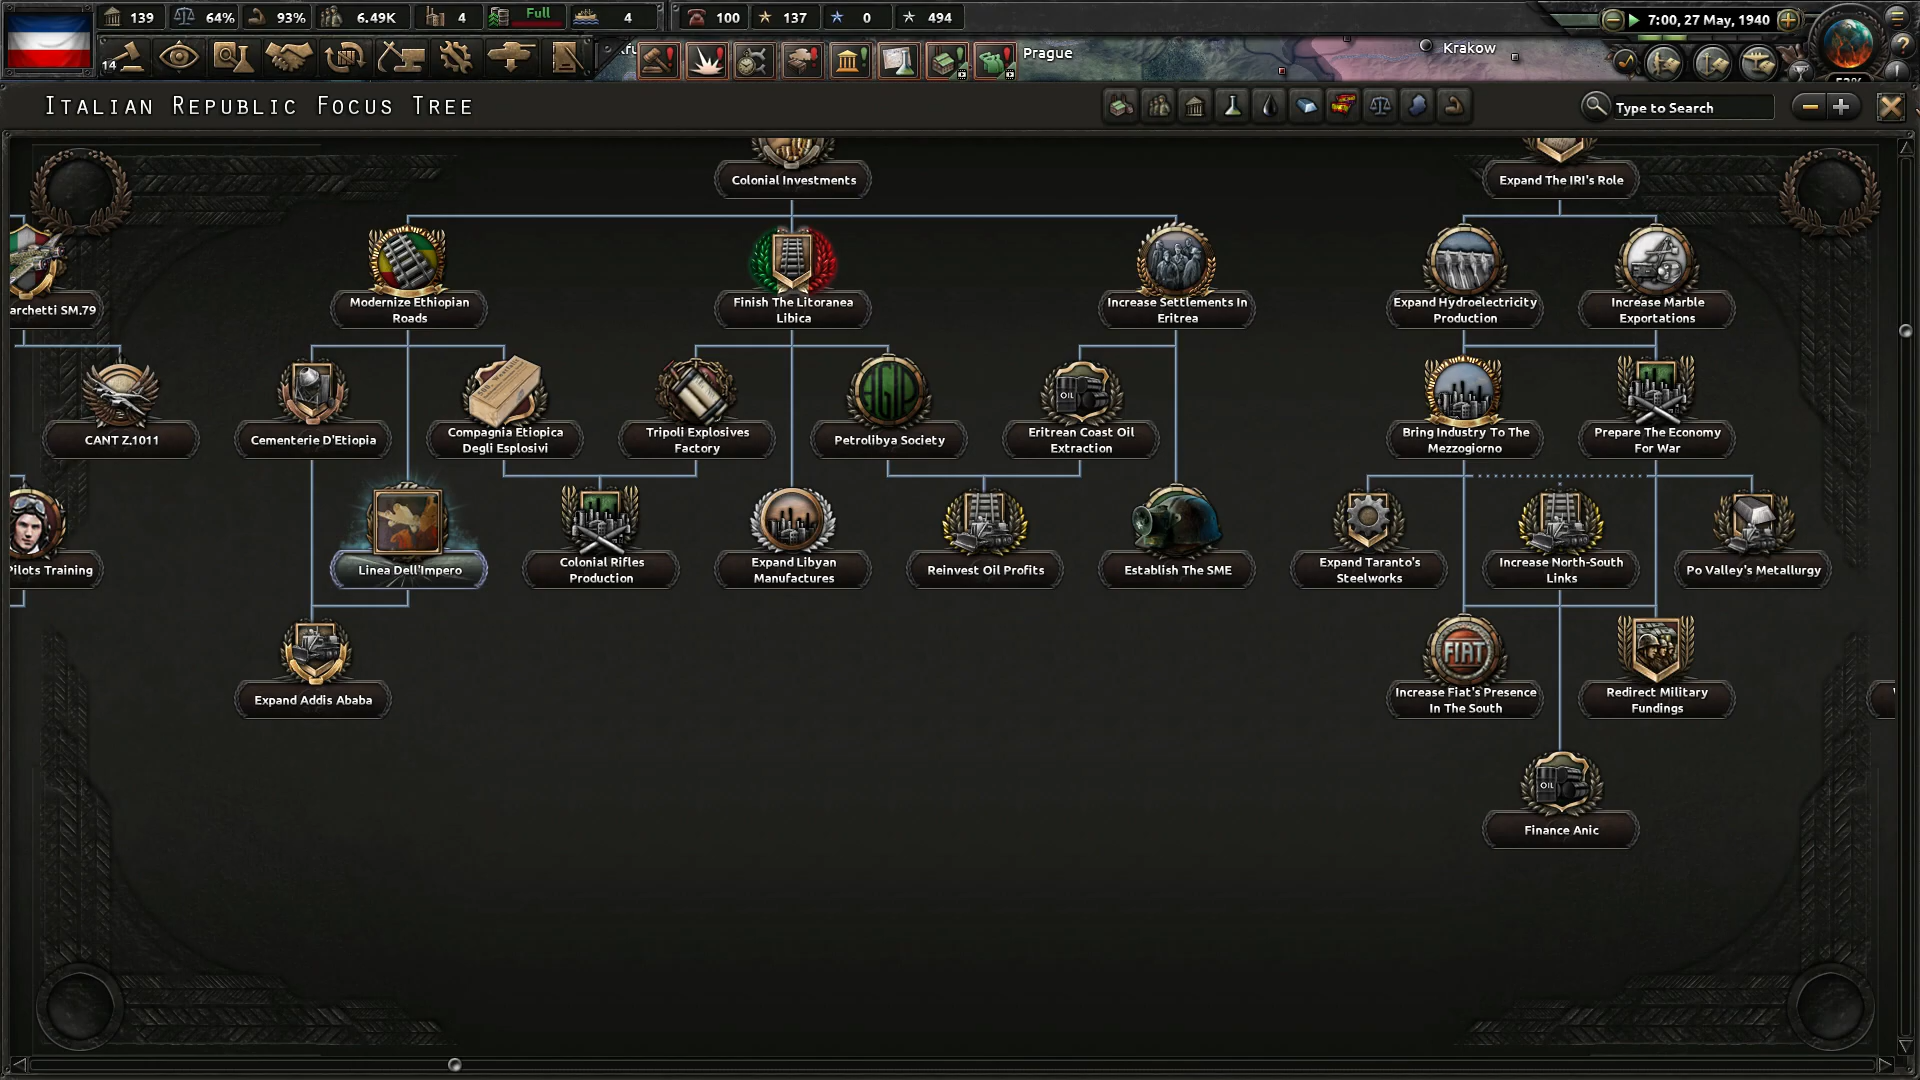 139
64%
93%
6.49K
4
Full
4
100
137
0
494
7:00, 27 May, 1940
14
Prague
Krakow
53%
Italian Republic Focus Tree
Type to Search
Colonial Investments
Expand The IRI's Role
archetti SM.79
Modernize Ethiopian
Roads
Finish The Litoranea
Libica
Increase Settlements In
Eritrea
Expand Hydroelectricity
Production
Increase Marble
Exportations
CANT Z.1011
Cementerie D'Etiopia
Compagnia Etiopica
Degli Esplosivi
Tripoli Explosives
Factory
AGIP
Petrolibya Society
OIL
Eritrean Coast Oil
Extraction
Bring Industry To The
Mezzogiorno
Prepare The Economy
For War
Pilots Training
Linea Dell'Impero
Colonial Rifles
Production
Expand Libyan
Manufactures
Reinvest Oil Profits
Establish The SME
Expand Taranto's
Steelworks
Increase North-South
Links
Po Valley's Metallurgy
Expand Addis Ababa
FIAT
Increase Fiat's Presence
In The South
Redirect Military
Fundings
OIL
Finance Anic